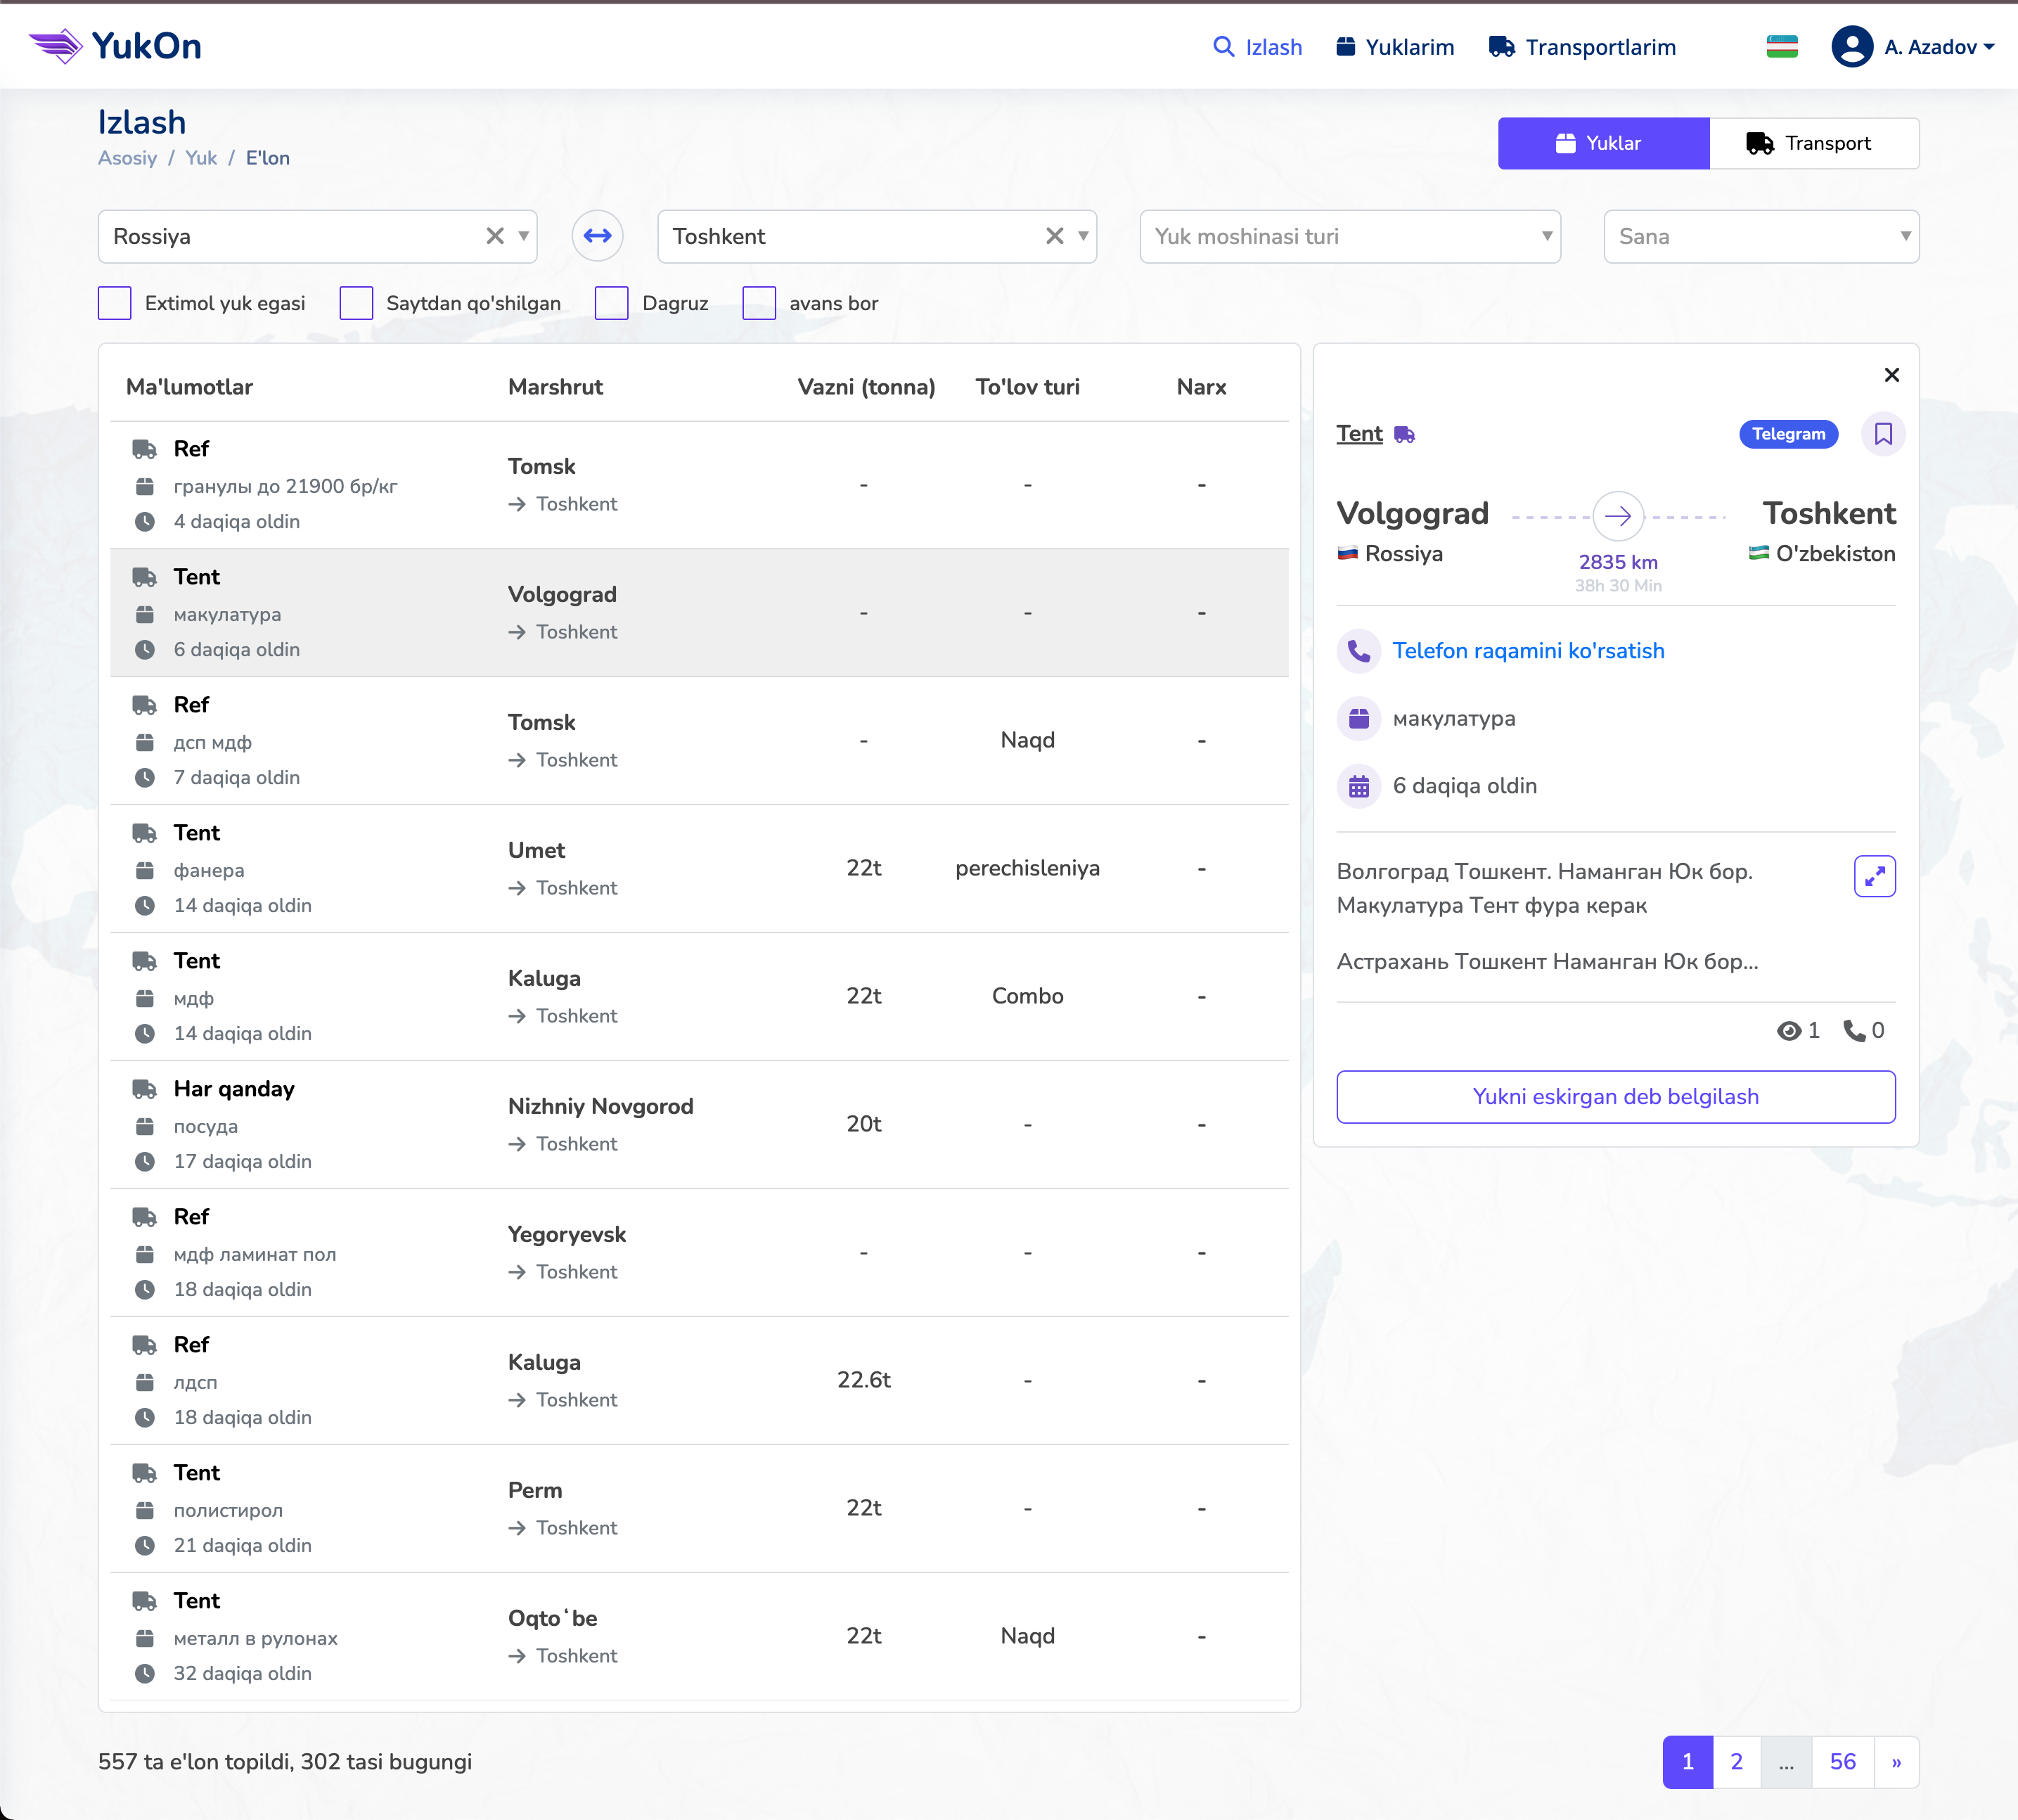 YukOn
Izlash
Yuklarim
Transportlarim
A. Azadov
Izlash
Asosiy / Yuk / E'lon
Yuklar
Transport
Rossiya
Toshkent
Yuk moshinasi turi
Sana
Extimol yuk egasi
Saytdan qo'shilgan
Dagruz
avans bor
Ma'lumotlar
Marshrut
Vazni (tonna)
To'lov turi
Narx
Ref
гранулы до 21900 бр/кг
4 daqiqa oldin
Tomsk
→ Toshkent
-
-
-
Tent
макулатура
6 daqiqa oldin
Volgograd
→ Toshkent
-
-
-
Ref
дсп мдф
7 daqiqa oldin
Tomsk
→ Toshkent
-
Naqd
-
Tent
фанера
14 daqiqa oldin
Umet
→ Toshkent
22t
perechisleniya
-
Tent
мдф
14 daqiqa oldin
Kaluga
→ Toshkent
22t
Combo
-
Har qanday
посуда
17 daqiqa oldin
Nizhniy Novgorod
→ Toshkent
20t
-
-
Ref
мдф ламинат пол
18 daqiqa oldin
Yegoryevsk
→ Toshkent
-
-
-
Ref
лдсп
18 daqiqa oldin
Kaluga
→ Toshkent
22.6t
-
-
Tent
полистирол
21 daqiqa oldin
Perm
→ Toshkent
22t
-
-
Tent
металл в рулонах
32 daqiqa oldin
Oqtoʻbe
→ Toshkent
22t
Naqd
-
Tent
Telegram
Volgograd
Rossiya
2835 km
38h 30 Min
Toshkent
O'zbekiston
Telefon raqamini ko'rsatish
макулатура
6 daqiqa oldin
Волгоград Тошкент. Наманган Юк бор.
Макулатура Тент фура керак
Астрахань Тошкент Наманган Юк бор...
1
0
Yukni eskirgan deb belgilash
557 ta e'lon topildi, 302 tasi bugungi
1
2
...
56
»